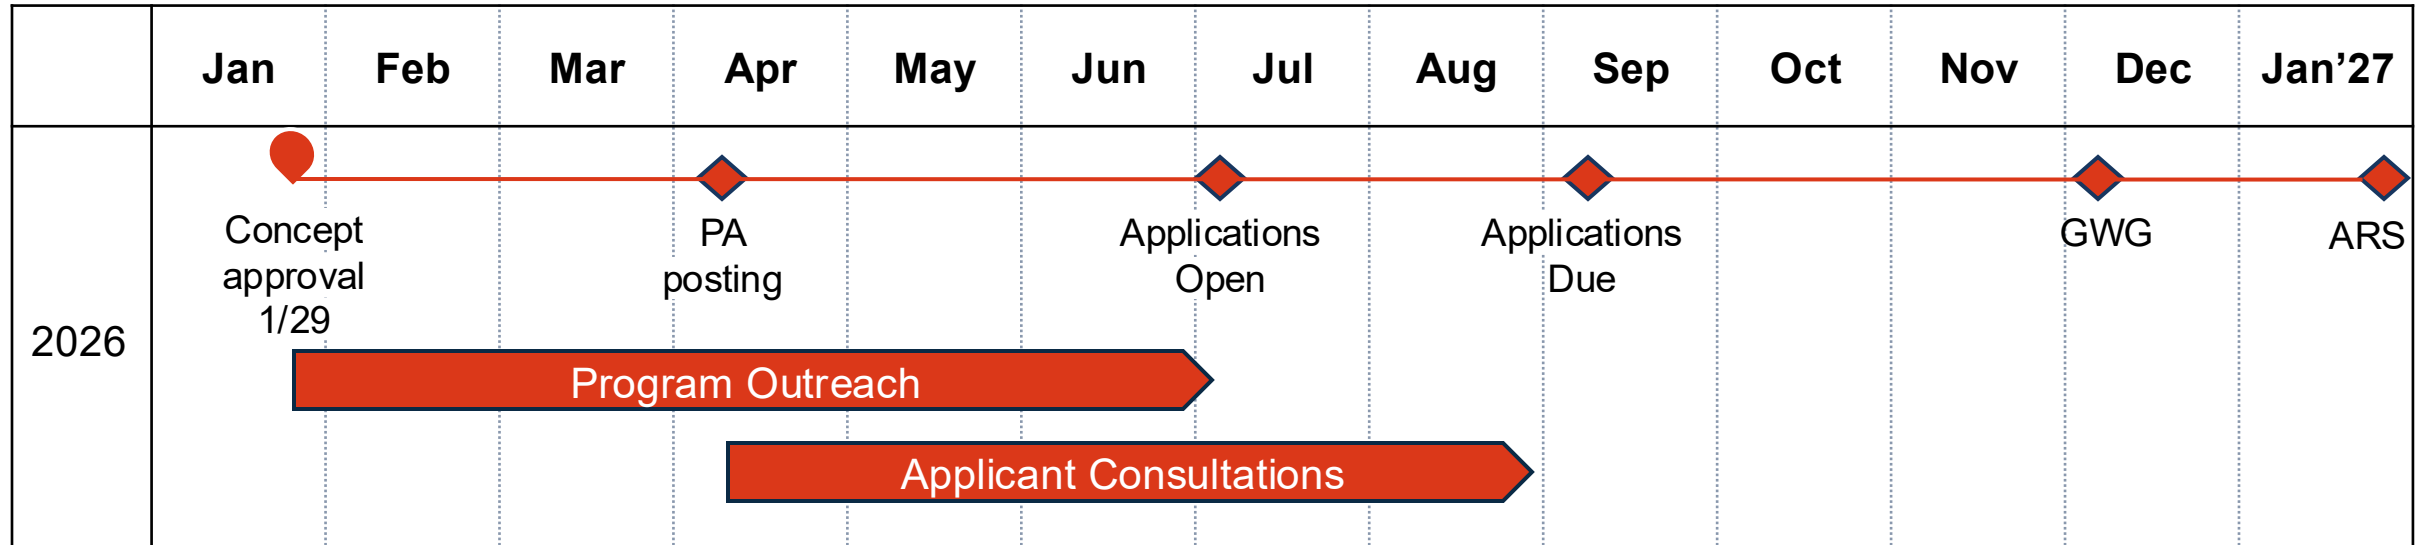 Jan Feb Mar Apr May Jun Jul Aug Sep Oct Nov Dec Jan’27
2026
Concept
approval
1/29
PA
posting
Applications
Open
Applications
Due
GWG
ARS
Program Outreach
Applicant Consultations